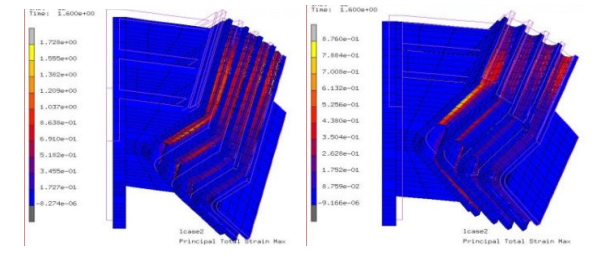 Time: 1.600e+00
1.728e+00
1.555e+00
1.382e+00
1.209e+00
1.037e+00
8.638e-01
6.910e-01
5.182e-01
3.455e-01
1.727e-01
-8.274e-06
lcase2
Principal Total Strain Max
Time: 1.600e+00
8.760e-01
7.884e-01
7.008e-01
6.132e-01
5.256e-01
4.380e-01
3.504e-01
2.628e-01
1.752e-01
8.759e-02
-9.166e-06
lcase2
Principal Total Strain Max